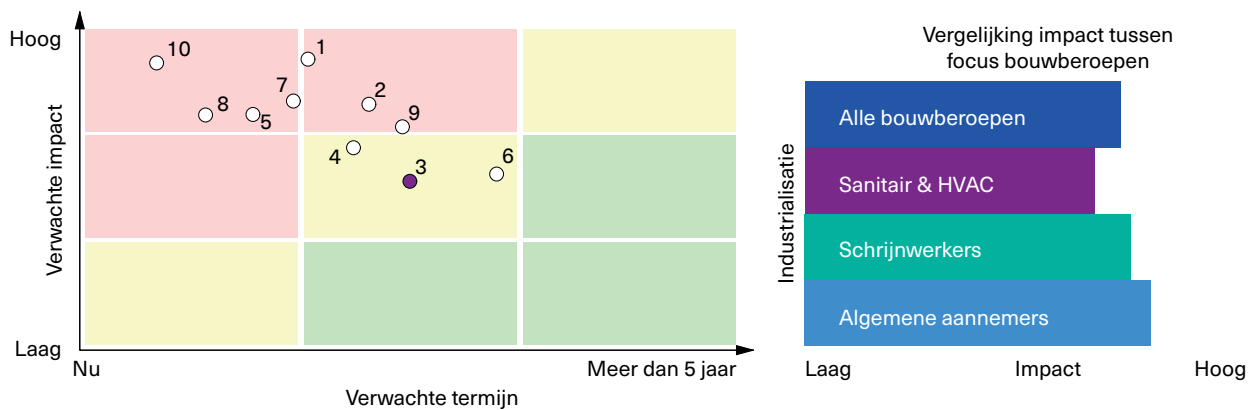 Hoog
Verwachte impact
Laag
10
1
7
2
8
5
9
4
3
6
Nu
Meer dan 5 jaar
Verwachte termijn
Vergelijking impact tussen
focus bouwberoepen
Industrialisatie
Alle bouwberoepen
Sanitair & HVAC
Schrijnwerkers
Algemene aannemers
Laag
Impact
Hoog